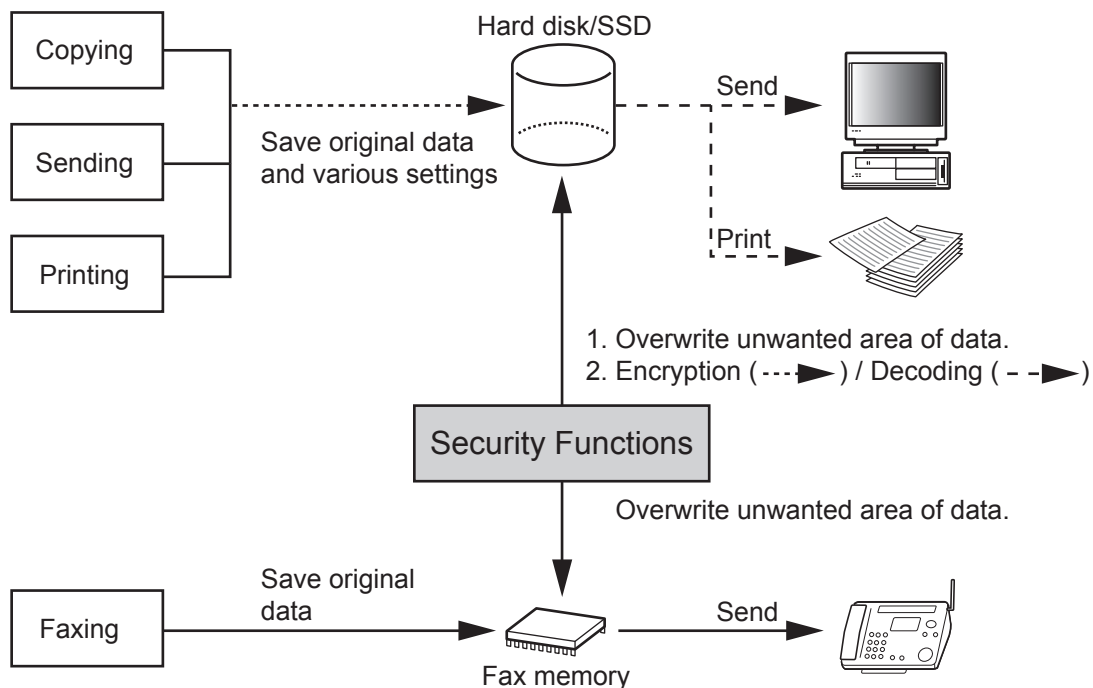 Hard disk/SSD
Copying
Send
Save original data
and various settings
Sending
Print
Printing
1. Overwrite unwanted area of data.
2. Encryption ( ) / Decoding ( )
Security Functions
Overwrite unwanted area of data.
Save original
data
Faxing
Send
Fax memory